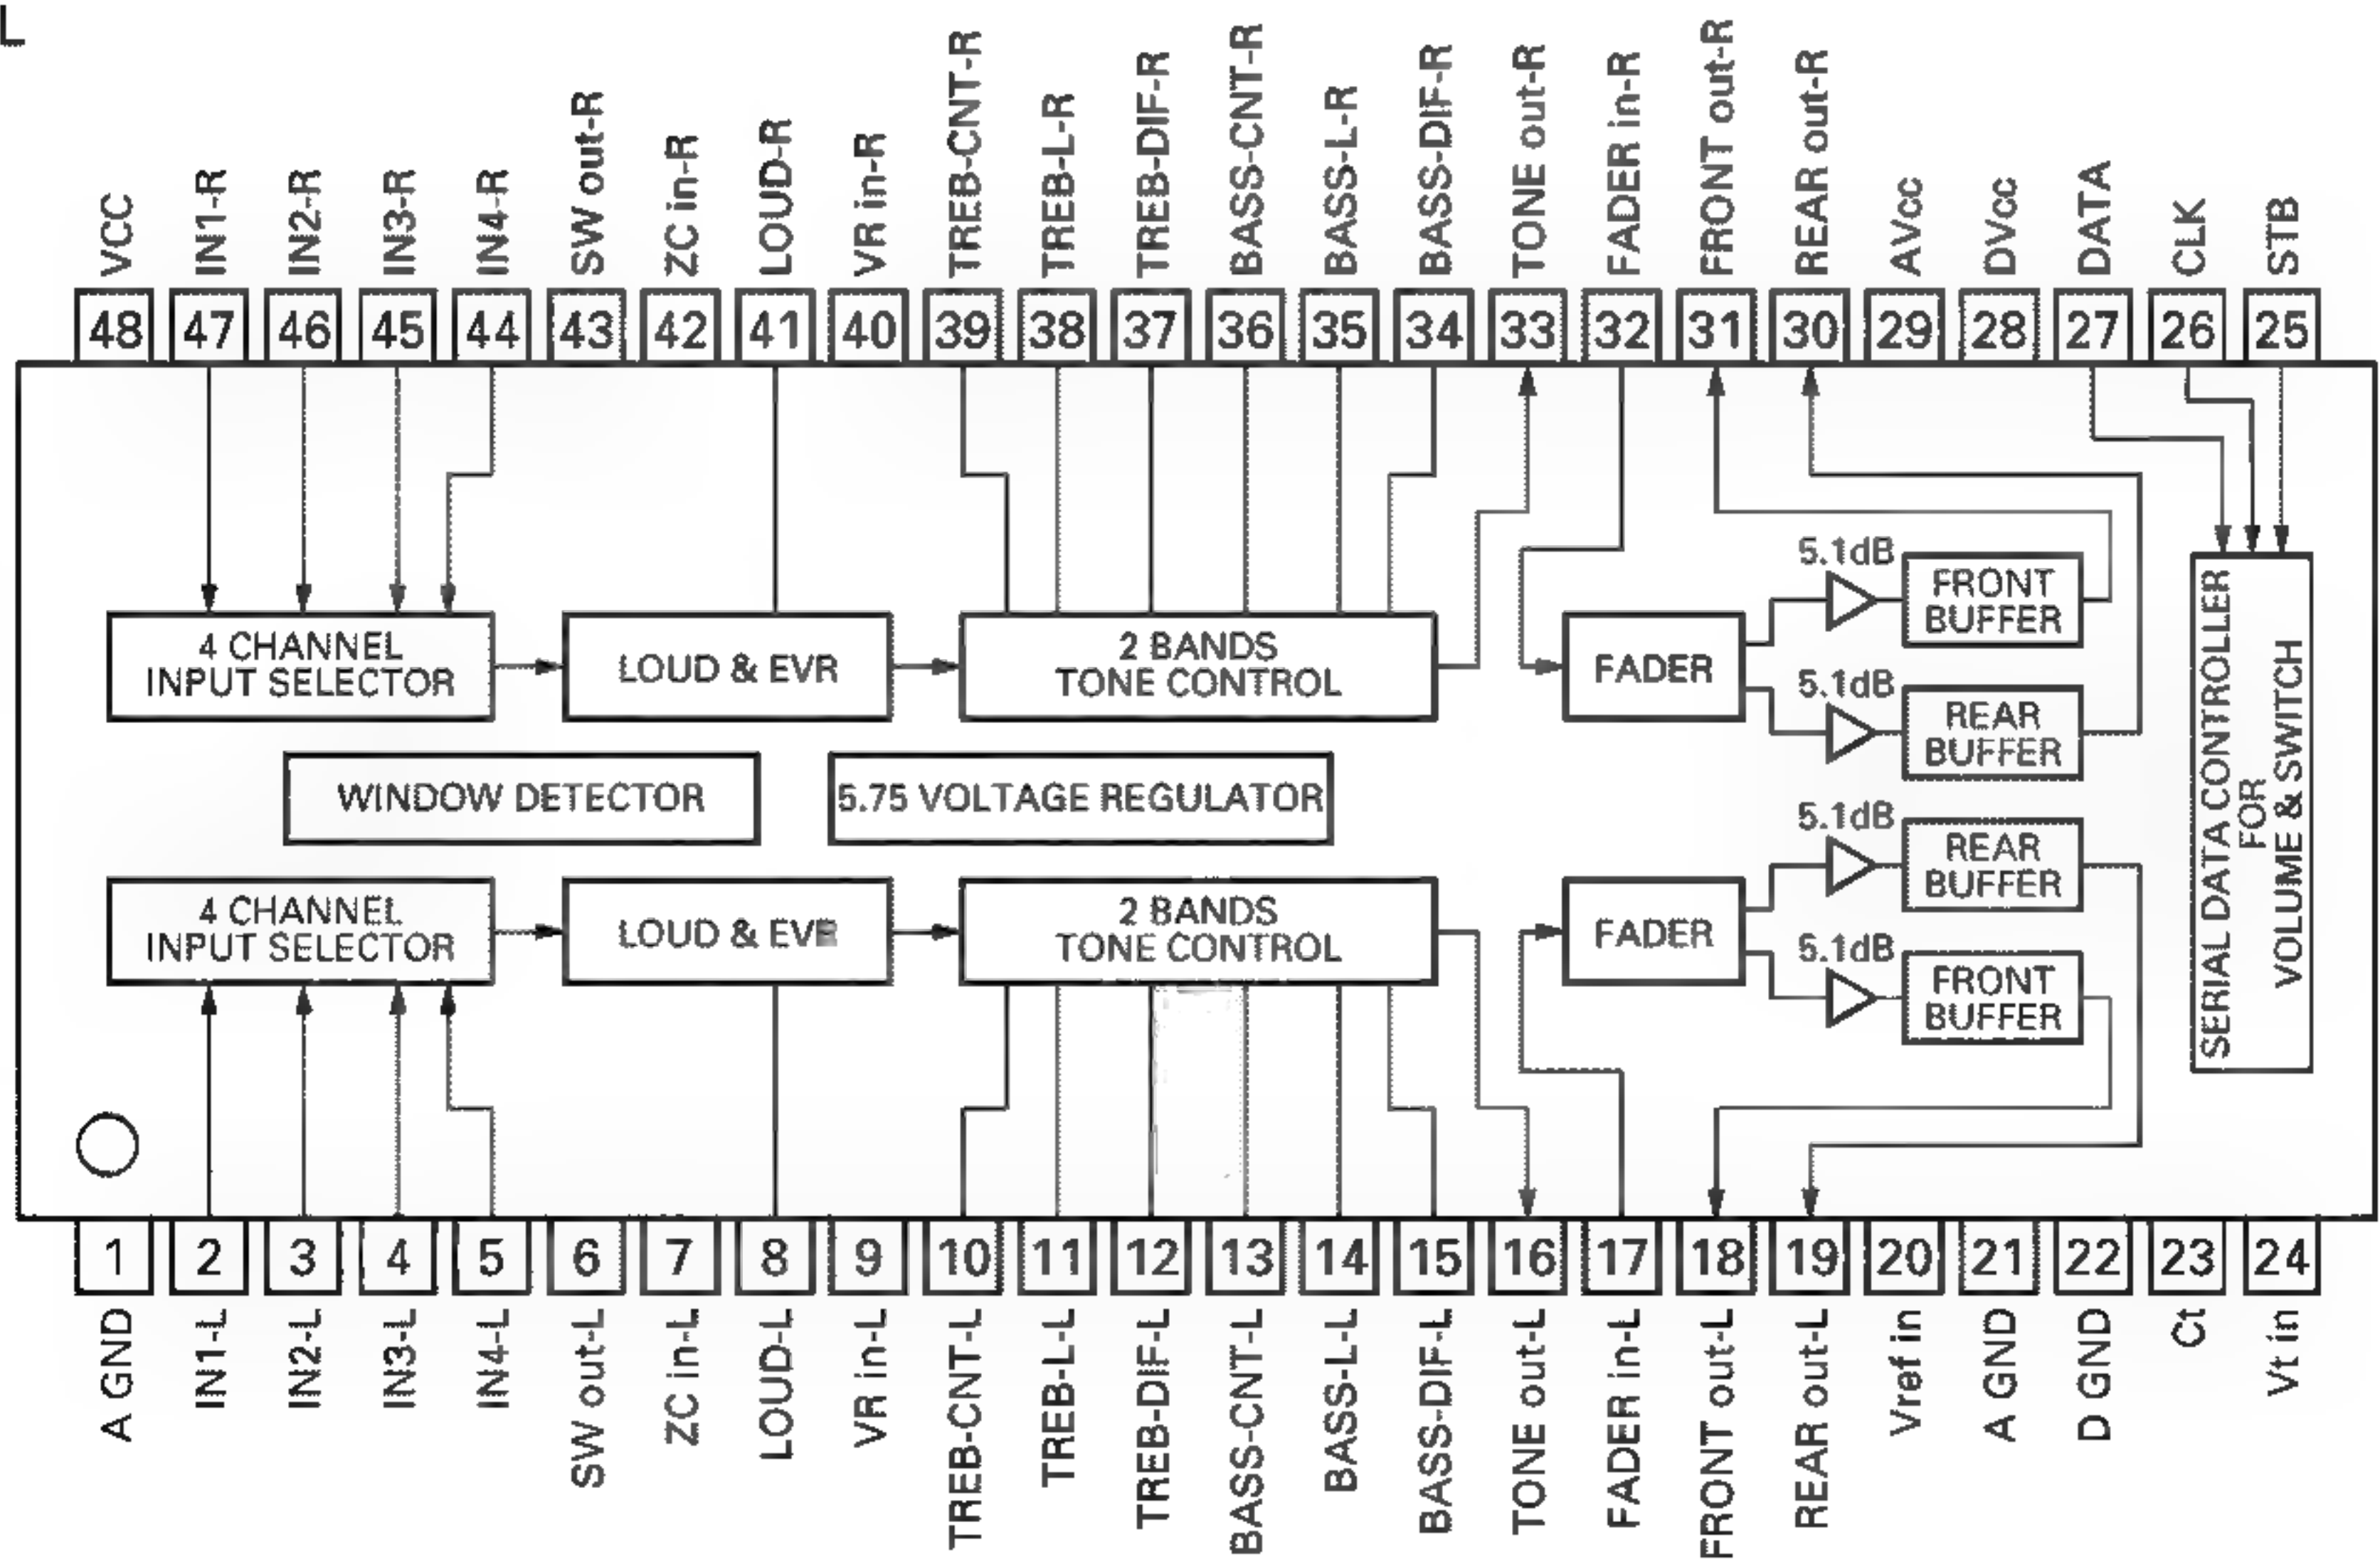 L
VCC
IN1-R
IN2-R
IN3-R
IN4-R
SW out-R
ZC in-R
LOUD-R
VR in-R
TREB-CNT-R
TREB-L-R
TREB-DIF-R
BASS-CNT-R
BASS-L-R
BASS-DIF-R
TONE out-R
FADER in-R
FRONT out-R
REAR out-R
AVcc
DVcc
DATA
CLK
STB
48 47 46 45 44 43 42 41 40 39 38 37 36 35 34 33 32 31 30 29 28 27 26 25
4 CHANNEL
INPUT SELECTOR
LOUD & EVR
2 BANDS
TONE CONTROL
FADER
5.1dB
FRONT
BUFFER
5.1dB
REAR
BUFFER
WINDOW DETECTOR
5.75 VOLTAGE REGULATOR
4 CHANNEL
INPUT SELECTOR
LOUD & EVR
2 BANDS
TONE CONTROL
FADER
5.1dB
REAR
BUFFER
5.1dB
FRONT
BUFFER
SERIAL DATA CONTROLLER
FOR
VOLUME & SWITCH
1 2 3 4 5 6 7 8 9 10 11 12 13 14 15 16 17 18 19 20 21 22 23 24
A GND
IN1-L
IN2-L
IN3-L
IN4-L
SW out-L
ZC in-L
LOUD-L
VR in-L
TREB-CNT-L
TREB-L-L
TREB-DIF-L
BASS-CNT-L
BASS-L-L
BASS-DIF-L
TONE out-L
FADER in-L
FRONT out-L
REAR out-L
Vref in
A GND
D GND
Ct
Vt in